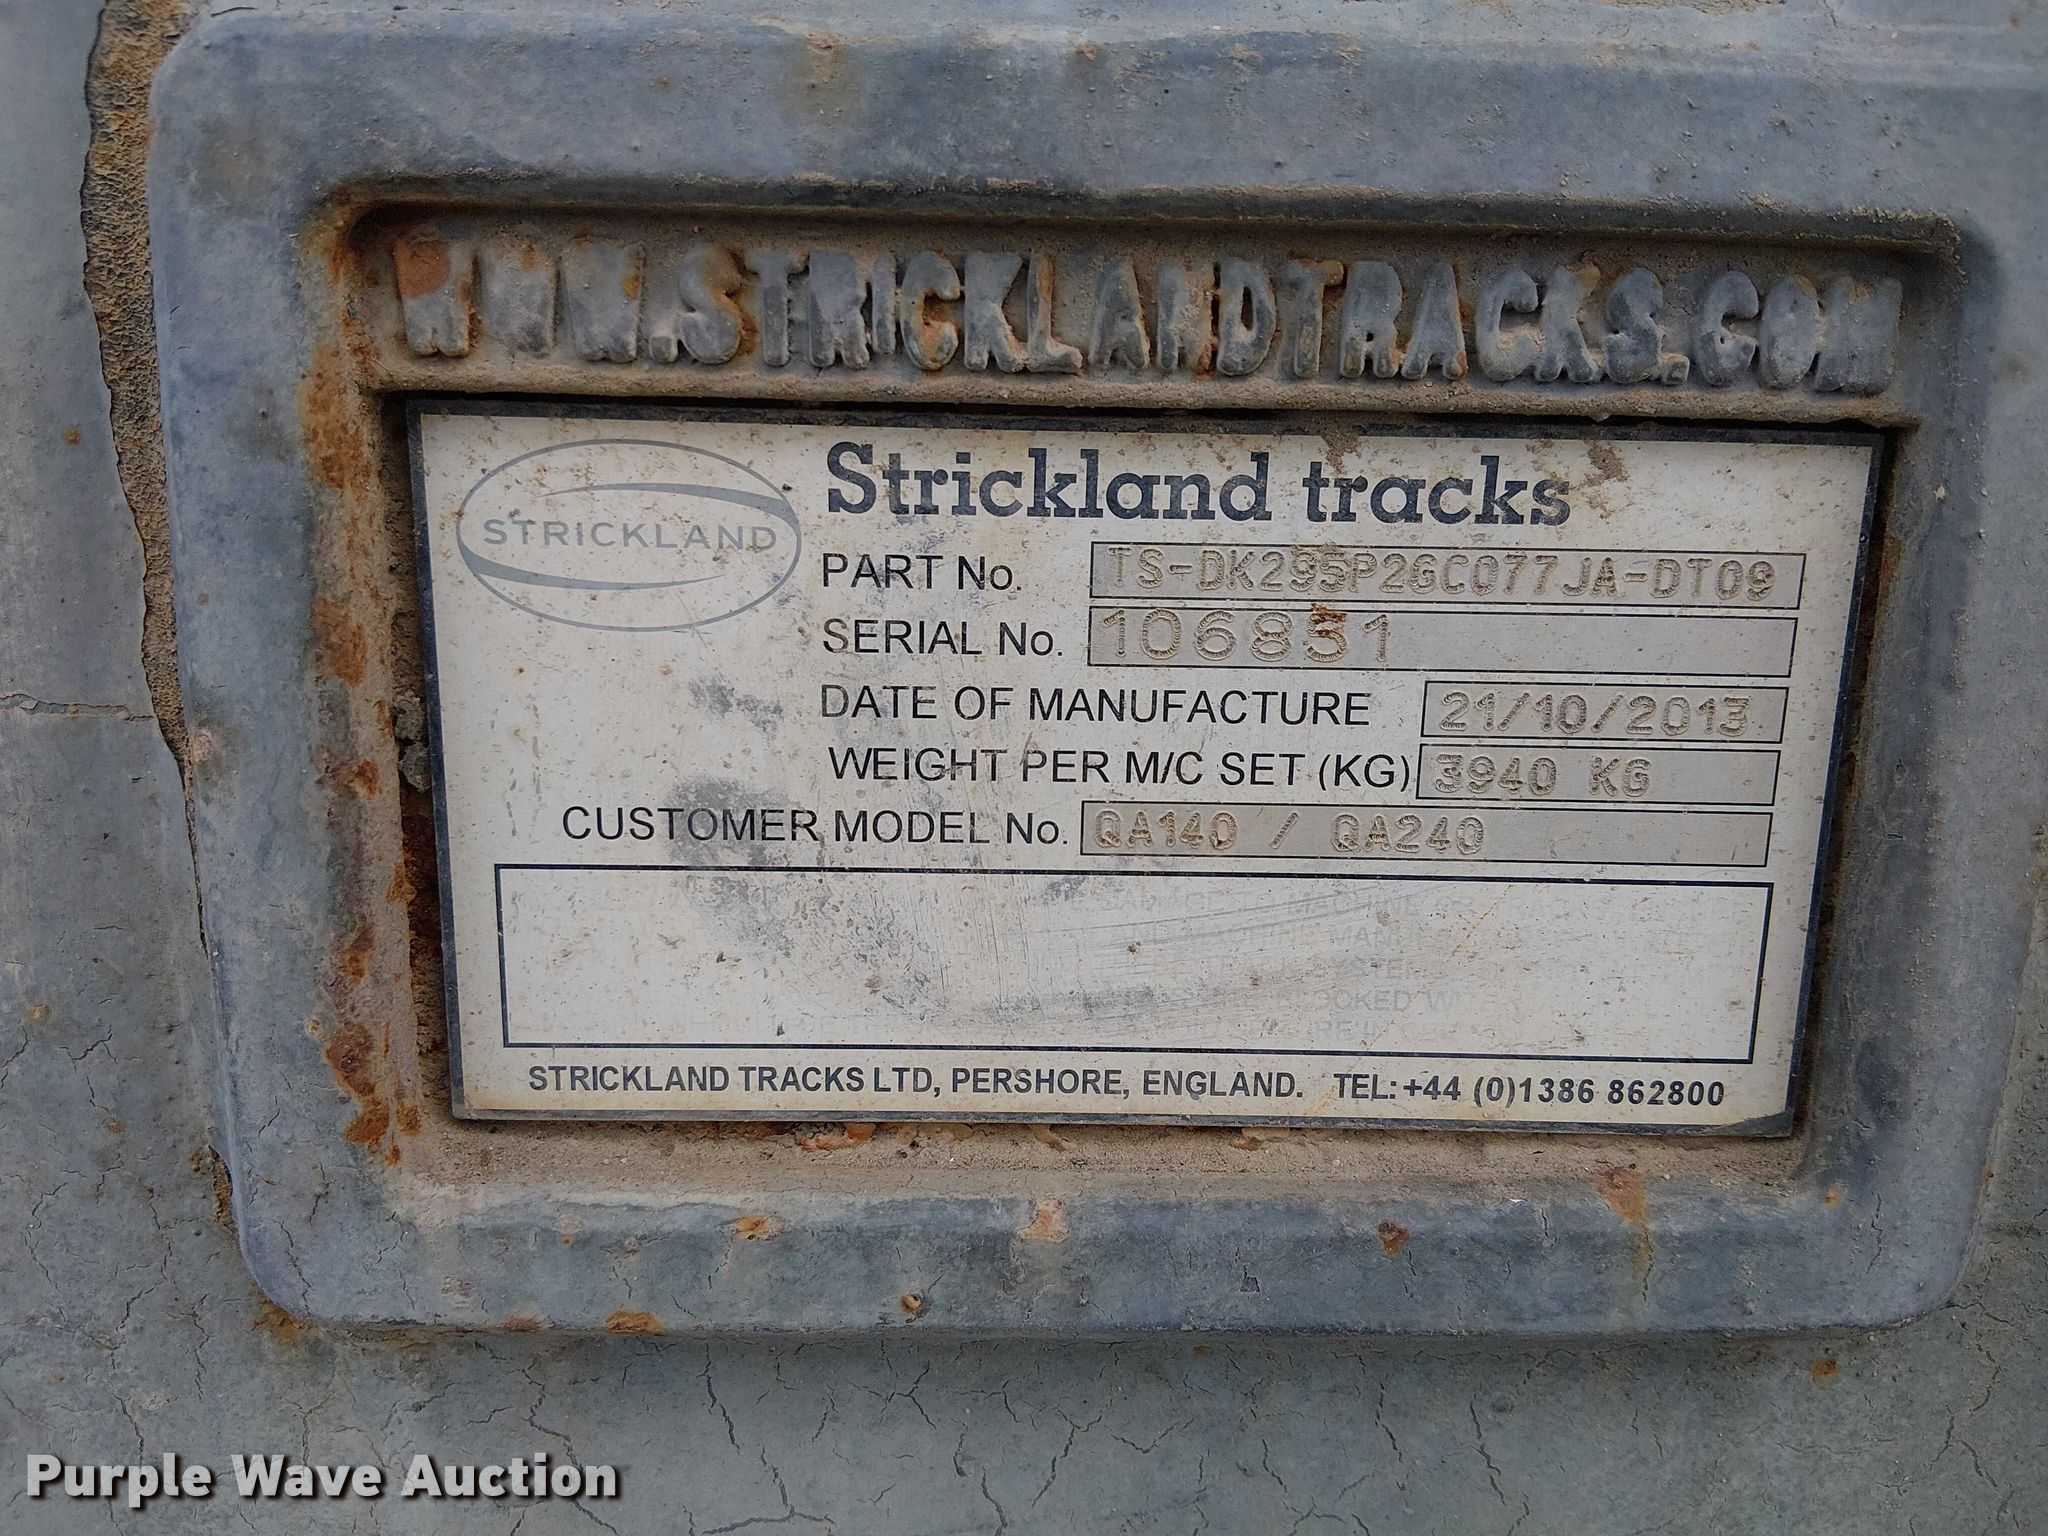 WWW.STRICKLANDTRACKS.COM
STRICKLAND
Strickland tracks
PART No. TS-DK295P2GC077JA-DT09
SERIAL No. 106851
DATE OF MANUFACTURE 21/10/2013
WEIGHT PER M/C SET (KG) 3940 KG
CUSTOMER MODEL No. QA140 / QA240
TO MACHINE
STRICKLAND TRACKS LTD, PERSHORE, ENGLAND. TEL: +44 (0)1386 862800
Purple Wave Auction